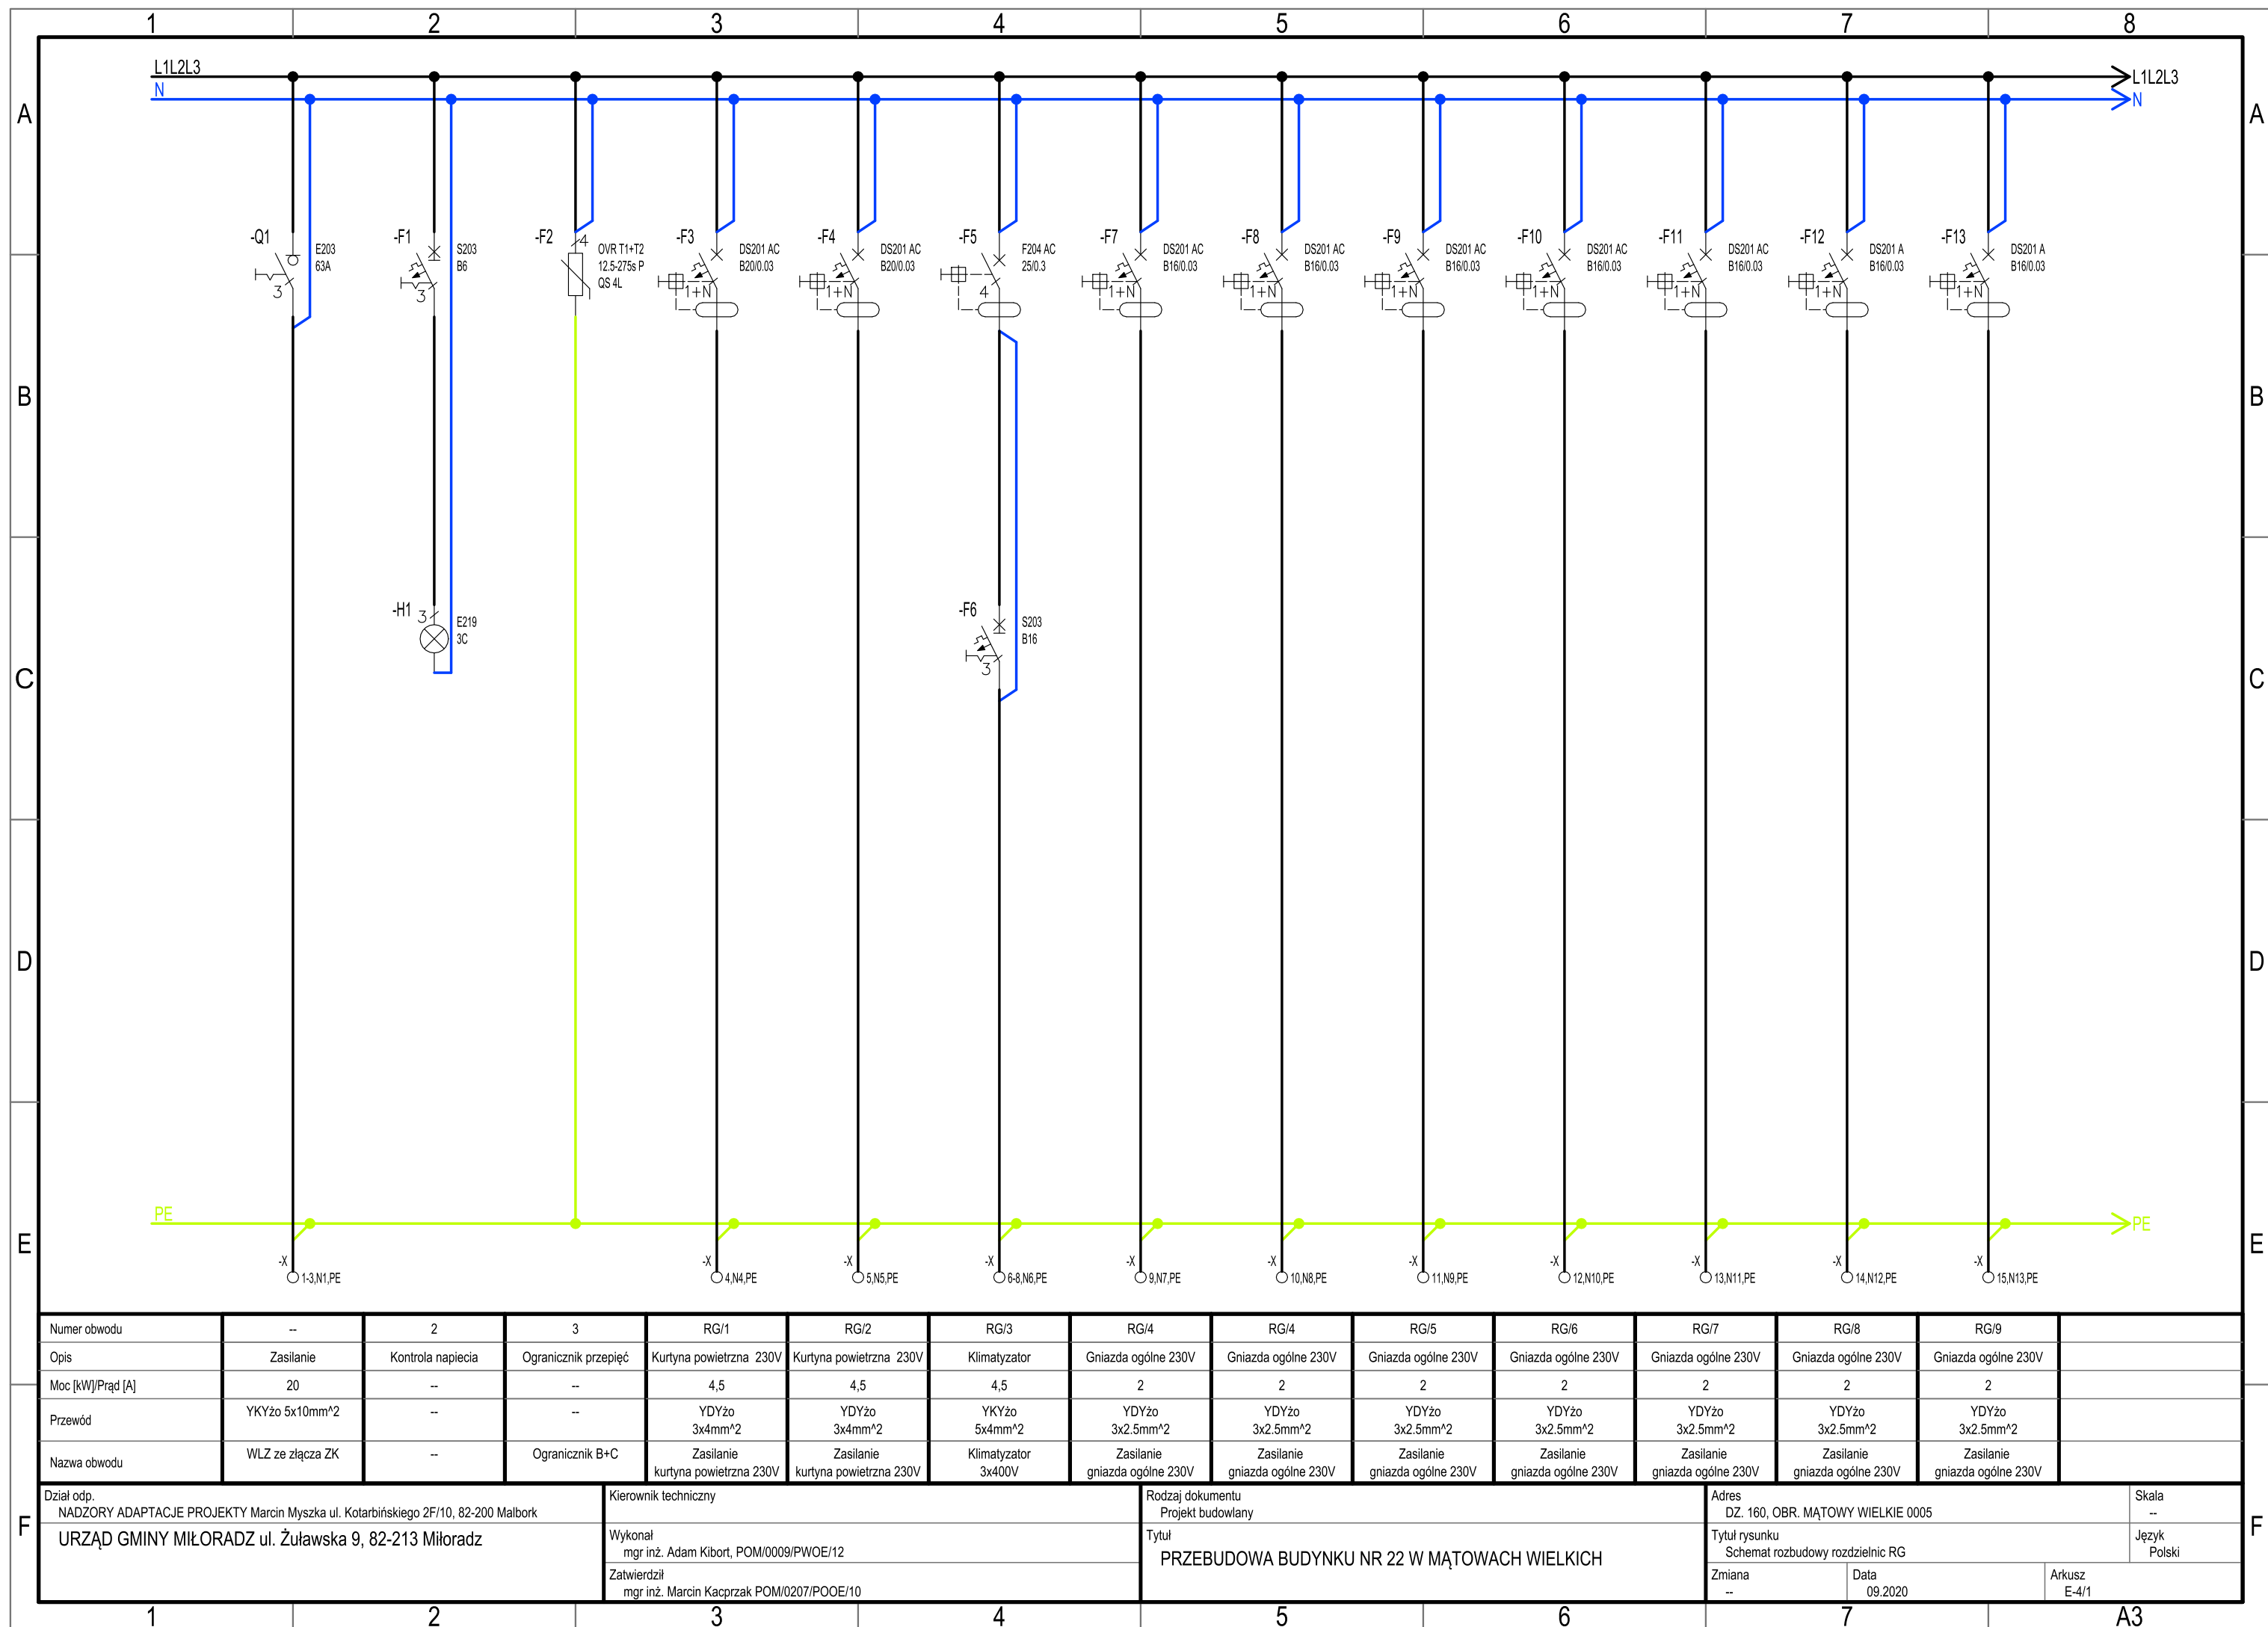 1 2 3 4 5 6 7 8
L1L2L3
L1L2L3
N
N
A
A
-Q1
E203
63A
3
-F1
S203
B6
3
-F2
4
OVR T1+T2
12.5-275s P
QS 4L
-F3
DS201 AC
B20/0.03
1+N
-F4
DS201 AC
B20/0.03
1+N
-F5
F204 AC
25/0.3
4
-F7
DS201 AC
B16/0.03
1+N
-F8
DS201 AC
B16/0.03
1+N
-F9
DS201 AC
B16/0.03
1+N
-F10
DS201 AC
B16/0.03
1+N
-F11
DS201 AC
B16/0.03
1+N
-F12
DS201 A
B16/0.03
1+N
-F13
DS201 A
B16/0.03
1+N
B
B
-H1
3
E219
3C
-F6
S203
B16
3
C
C
D
D
PE
PE
E
E
-X
1-3,N1,PE
-X
4,N4,PE
-X
5,N5,PE
-X
6-8,N6,PE
-X
9,N7,PE
-X
10,N8,PE
-X
11,N9,PE
-X
12,N10,PE
-X
13,N11,PE
-X
14,N12,PE
-X
15,N13,PE
Numer obwodu -- 2 3 RG/1 RG/2 RG/3 RG/4 RG/4 RG/5 RG/6 RG/7 RG/8 RG/9
Opis Zasilanie Kontrola napiecia Ogranicznik przepięć Kurtyna powietrzna 230V Kurtyna powietrzna 230V Klimatyzator Gniazda ogólne 230V Gniazda ogólne 230V Gniazda ogólne 230V Gniazda ogólne 230V Gniazda ogólne 230V Gniazda ogólne 230V Gniazda ogólne 230V
Moc [kW]/Prąd [A] 20 -- -- 4,5 4,5 4,5 2 2 2 2 2 2 2
Przewód YKYżo 5x10mm^2 -- -- YDYżo YDYżo YKYżo YDYżo YDYżo YDYżo YDYżo YDYżo YDYżo YDYżo
3x4mm^2 3x4mm^2 5x4mm^2 3x2.5mm^2 3x2.5mm^2 3x2.5mm^2 3x2.5mm^2 3x2.5mm^2 3x2.5mm^2 3x2.5mm^2
Nazwa obwodu WLZ ze złącza ZK -- Ogranicznik B+C Zasilanie Zasilanie Klimatyzator Zasilanie Zasilanie Zasilanie Zasilanie Zasilanie Zasilanie Zasilanie
kurtyna powietrzna 230V kurtyna powietrzna 230V 3x400V gniazda ogólne 230V gniazda ogólne 230V gniazda ogólne 230V gniazda ogólne 230V gniazda ogólne 230V gniazda ogólne 230V gniazda ogólne 230V
F
F
Dział odp.
NADZORY ADAPTACJE PROJEKTY Marcin Myszka ul. Kotarbińskiego 2F/10, 82-200 Malbork
URZĄD GMINY MIŁORADZ ul. Żuławska 9, 82-213 Miłoradz
Kierownik techniczny
Wykonał
mgr inż. Adam Kibort, POM/0009/PWOE/12
Zatwierdził
mgr inż. Marcin Kacprzak POM/0207/POOE/10
Rodzaj dokumentu
Projekt budowlany
Tytuł
PRZEBUDOWA BUDYNKU NR 22 W MĄTOWACH WIELKICH
Adres
DZ. 160, OBR. MĄTOWY WIELKIE 0005
Skala
--
Tytuł rysunku
Schemat rozbudowy rozdzielnic RG
Język
Polski
Zmiana
--
Data
09.2020
Arkusz
E-4/1
1 2 3 4 5 6 7 A3